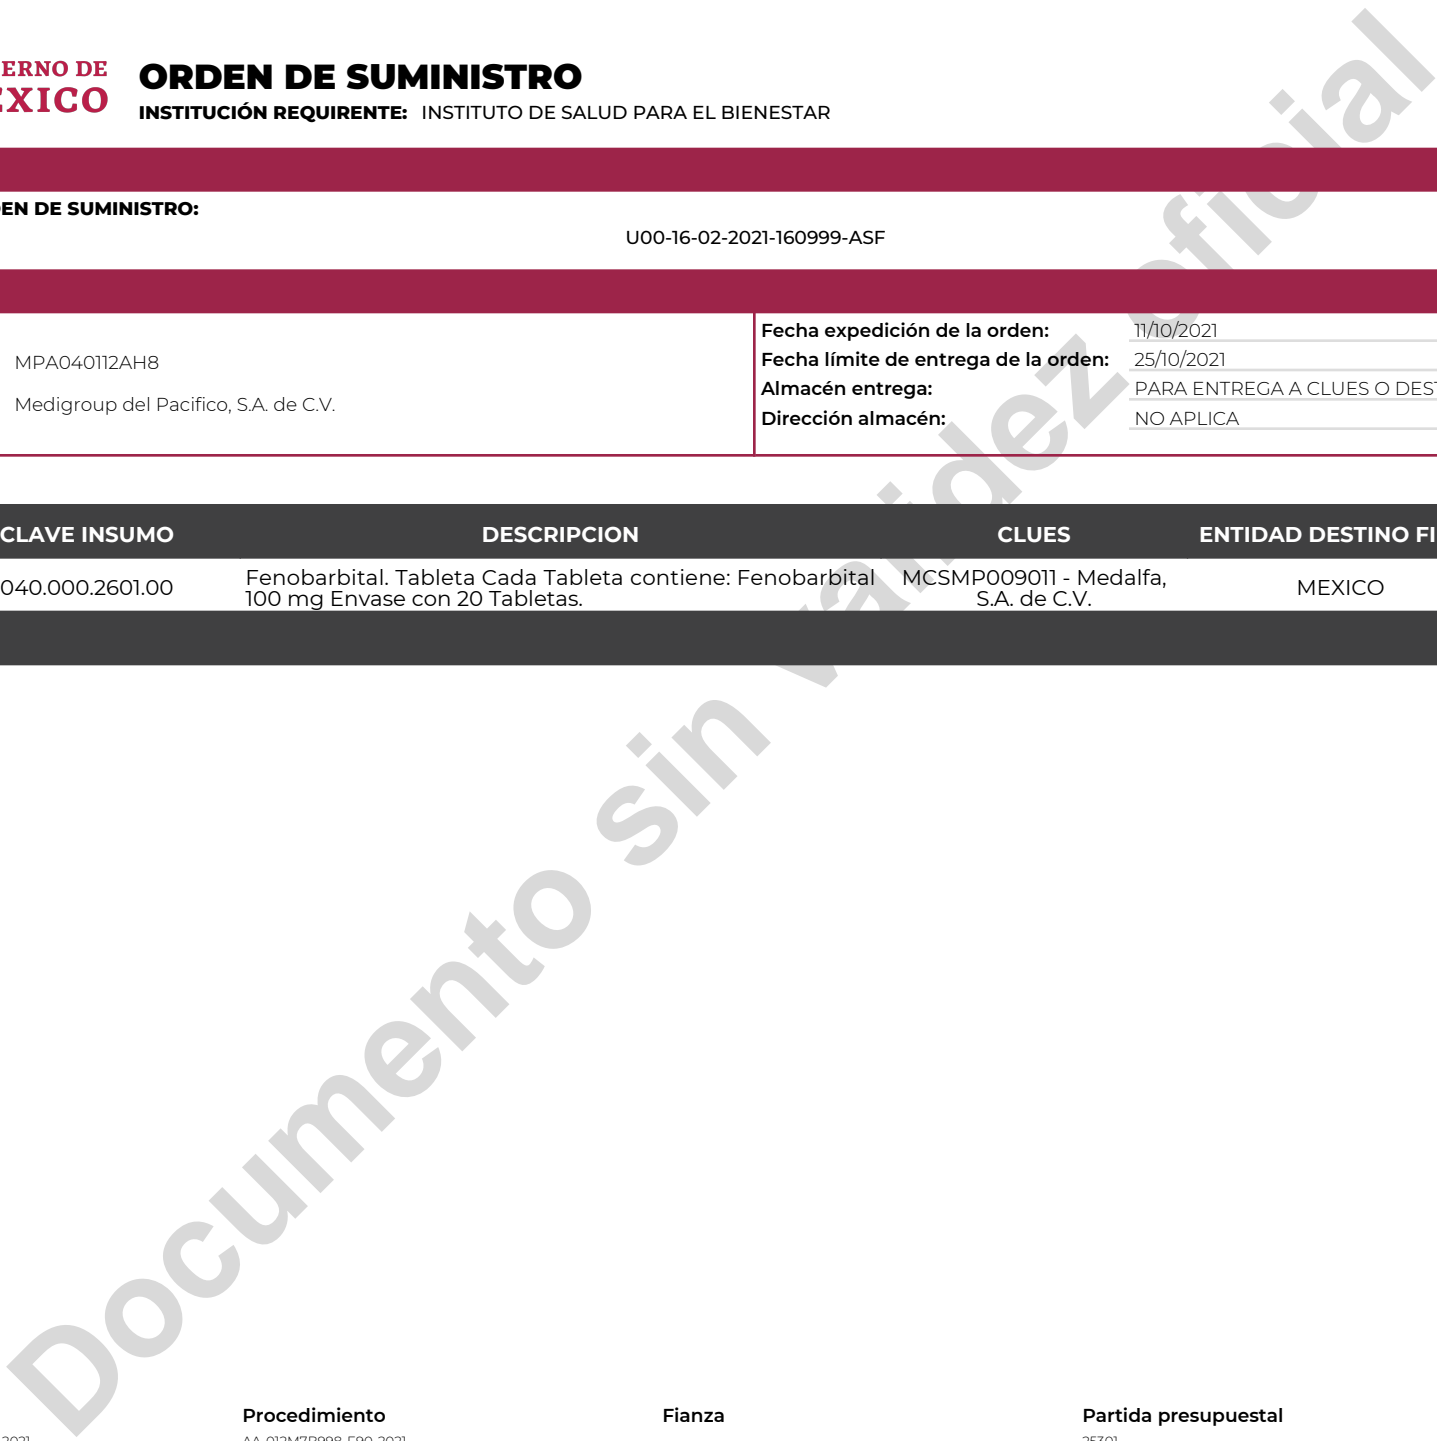 ERNO DE
EXICO
ORDEN DE SUMINISTRO
INSTITUCIÓN REQUIRENTE: INSTITUTO DE SALUD PARA EL BIENESTAR
EN DE SUMINISTRO:
U00-16-02-2021-160999-ASF
MPA040112AH8
Medigroup del Pacifico, S.A. de C.V.
Fecha expedición de la orden: 11/10/2021
Fecha límite de entrega de la orden: 25/10/2021
Almacén entrega: PARA ENTREGA A CLUES O DEST
Dirección almacén: NO APLICA
CLAVE INSUMO DESCRIPCION CLUES ENTIDAD DESTINO FI
040.000.2601.00 Fenobarbital. Tableta Cada Tableta contiene: Fenobarbital MCSMP009011 - Medalfa, MEXICO
100 mg Envase con 20 Tabletas. S.A. de C.V.
Documento sin validez oficial
Procedimiento Fianza Partida presupuestal
2021 25301